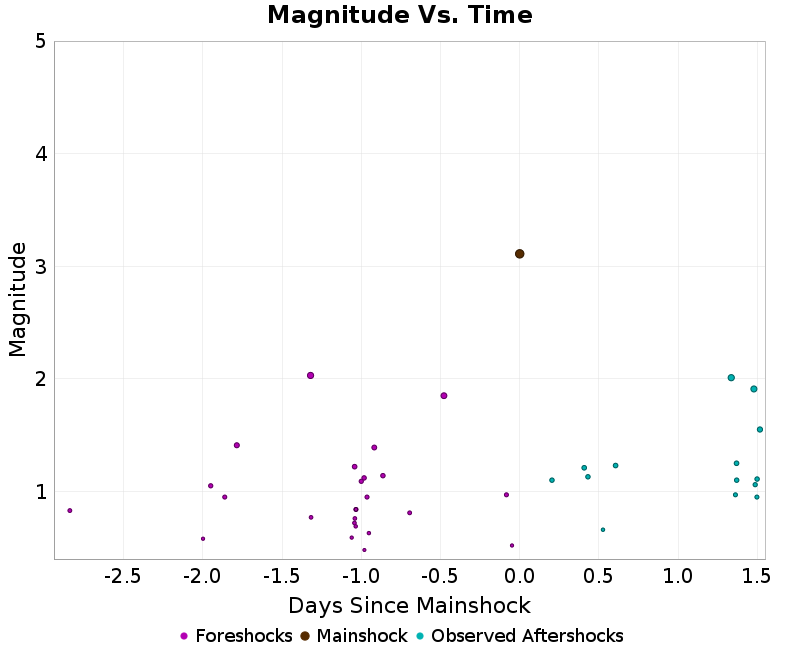 Magnitude Vs. Time
5
4
3
2
1
Magnitude
-2.5 -2.0 -1.5 -1.0 -0.5 0.0 0.5 1.0 1.5
Days Since Mainshock
Foreshocks Mainshock Observed Aftershocks